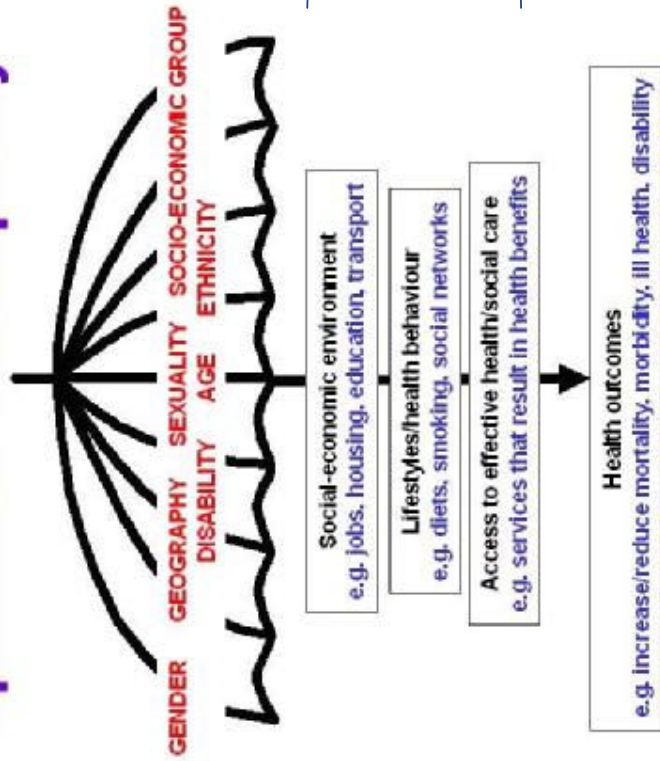 GENDER GEOGRAPHY SEXUALITY SOCIO-ECONOMIC GROUP
DISABILITY AGE ETHNICITY
Social-economic environment
e.g. jobs, housing, education, transport
Lifestyles/health behaviour
e.g. diets, smoking, social networks
Access to effective health/social care
e.g. services that result in health benefits
Health outcomes
e.g. increase/reduce mortality, morbidity, ill health, disability